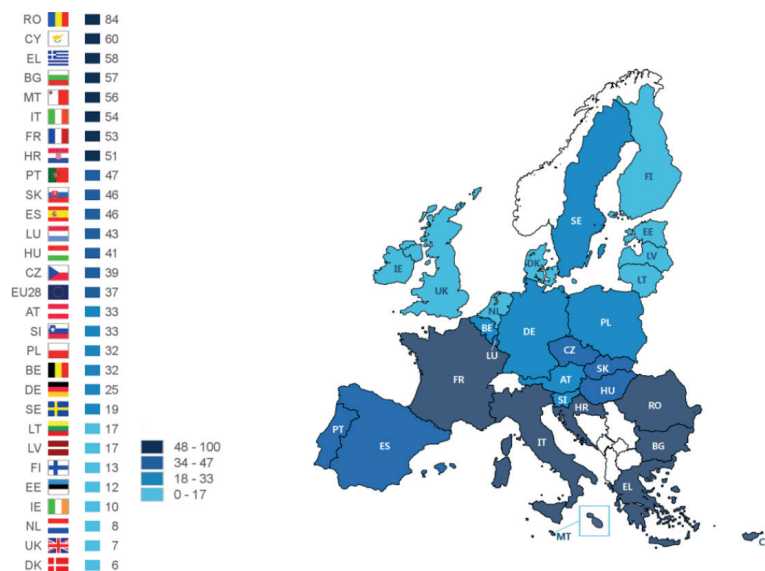 RO 84
CY 60
EL 58
BG 57
MT 56
IT 54
FR 53
HR 51
PT 47
SK 46
ES 46
LU 43
HU 41
CZ 39
EU28 37
AT 33
SI 33
PL 32
BE 32
DE 25
SE 19
LT 17
LV 17
FI 13
EE 12
IE 10
NL 8
UK 7
DK 6
48 - 100
34 - 47
18 - 33
0 - 17
FI
SE
EE
LV
LT
DK
IE
UK
NL
BE
DE
PL
LU
CZ
SK
FR
AT
HU
SI
HR
RO
PT
ES
IT
BG
EL
MT
C